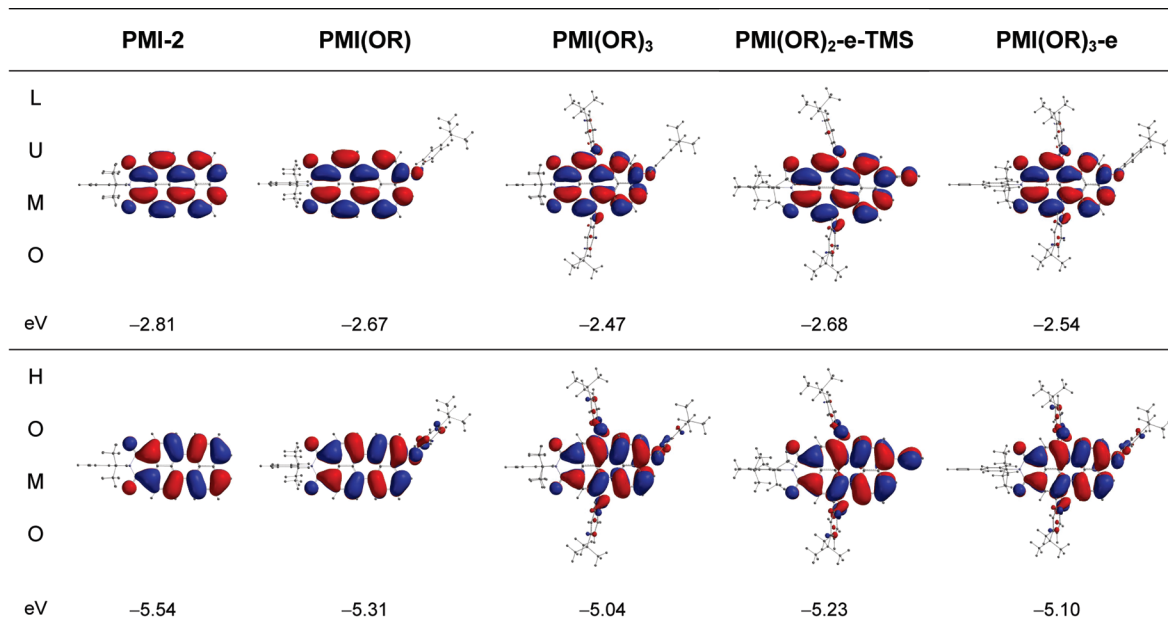 PMI-2 PMI(OR) PMI(OR)₃ PMI(OR)₂-e-TMS PMI(OR)₃-e
L
U
M
O
eV –2.81 –2.67 –2.47 –2.68 –2.54
H
O
M
O
eV –5.54 –5.31 –5.04 –5.23 –5.10